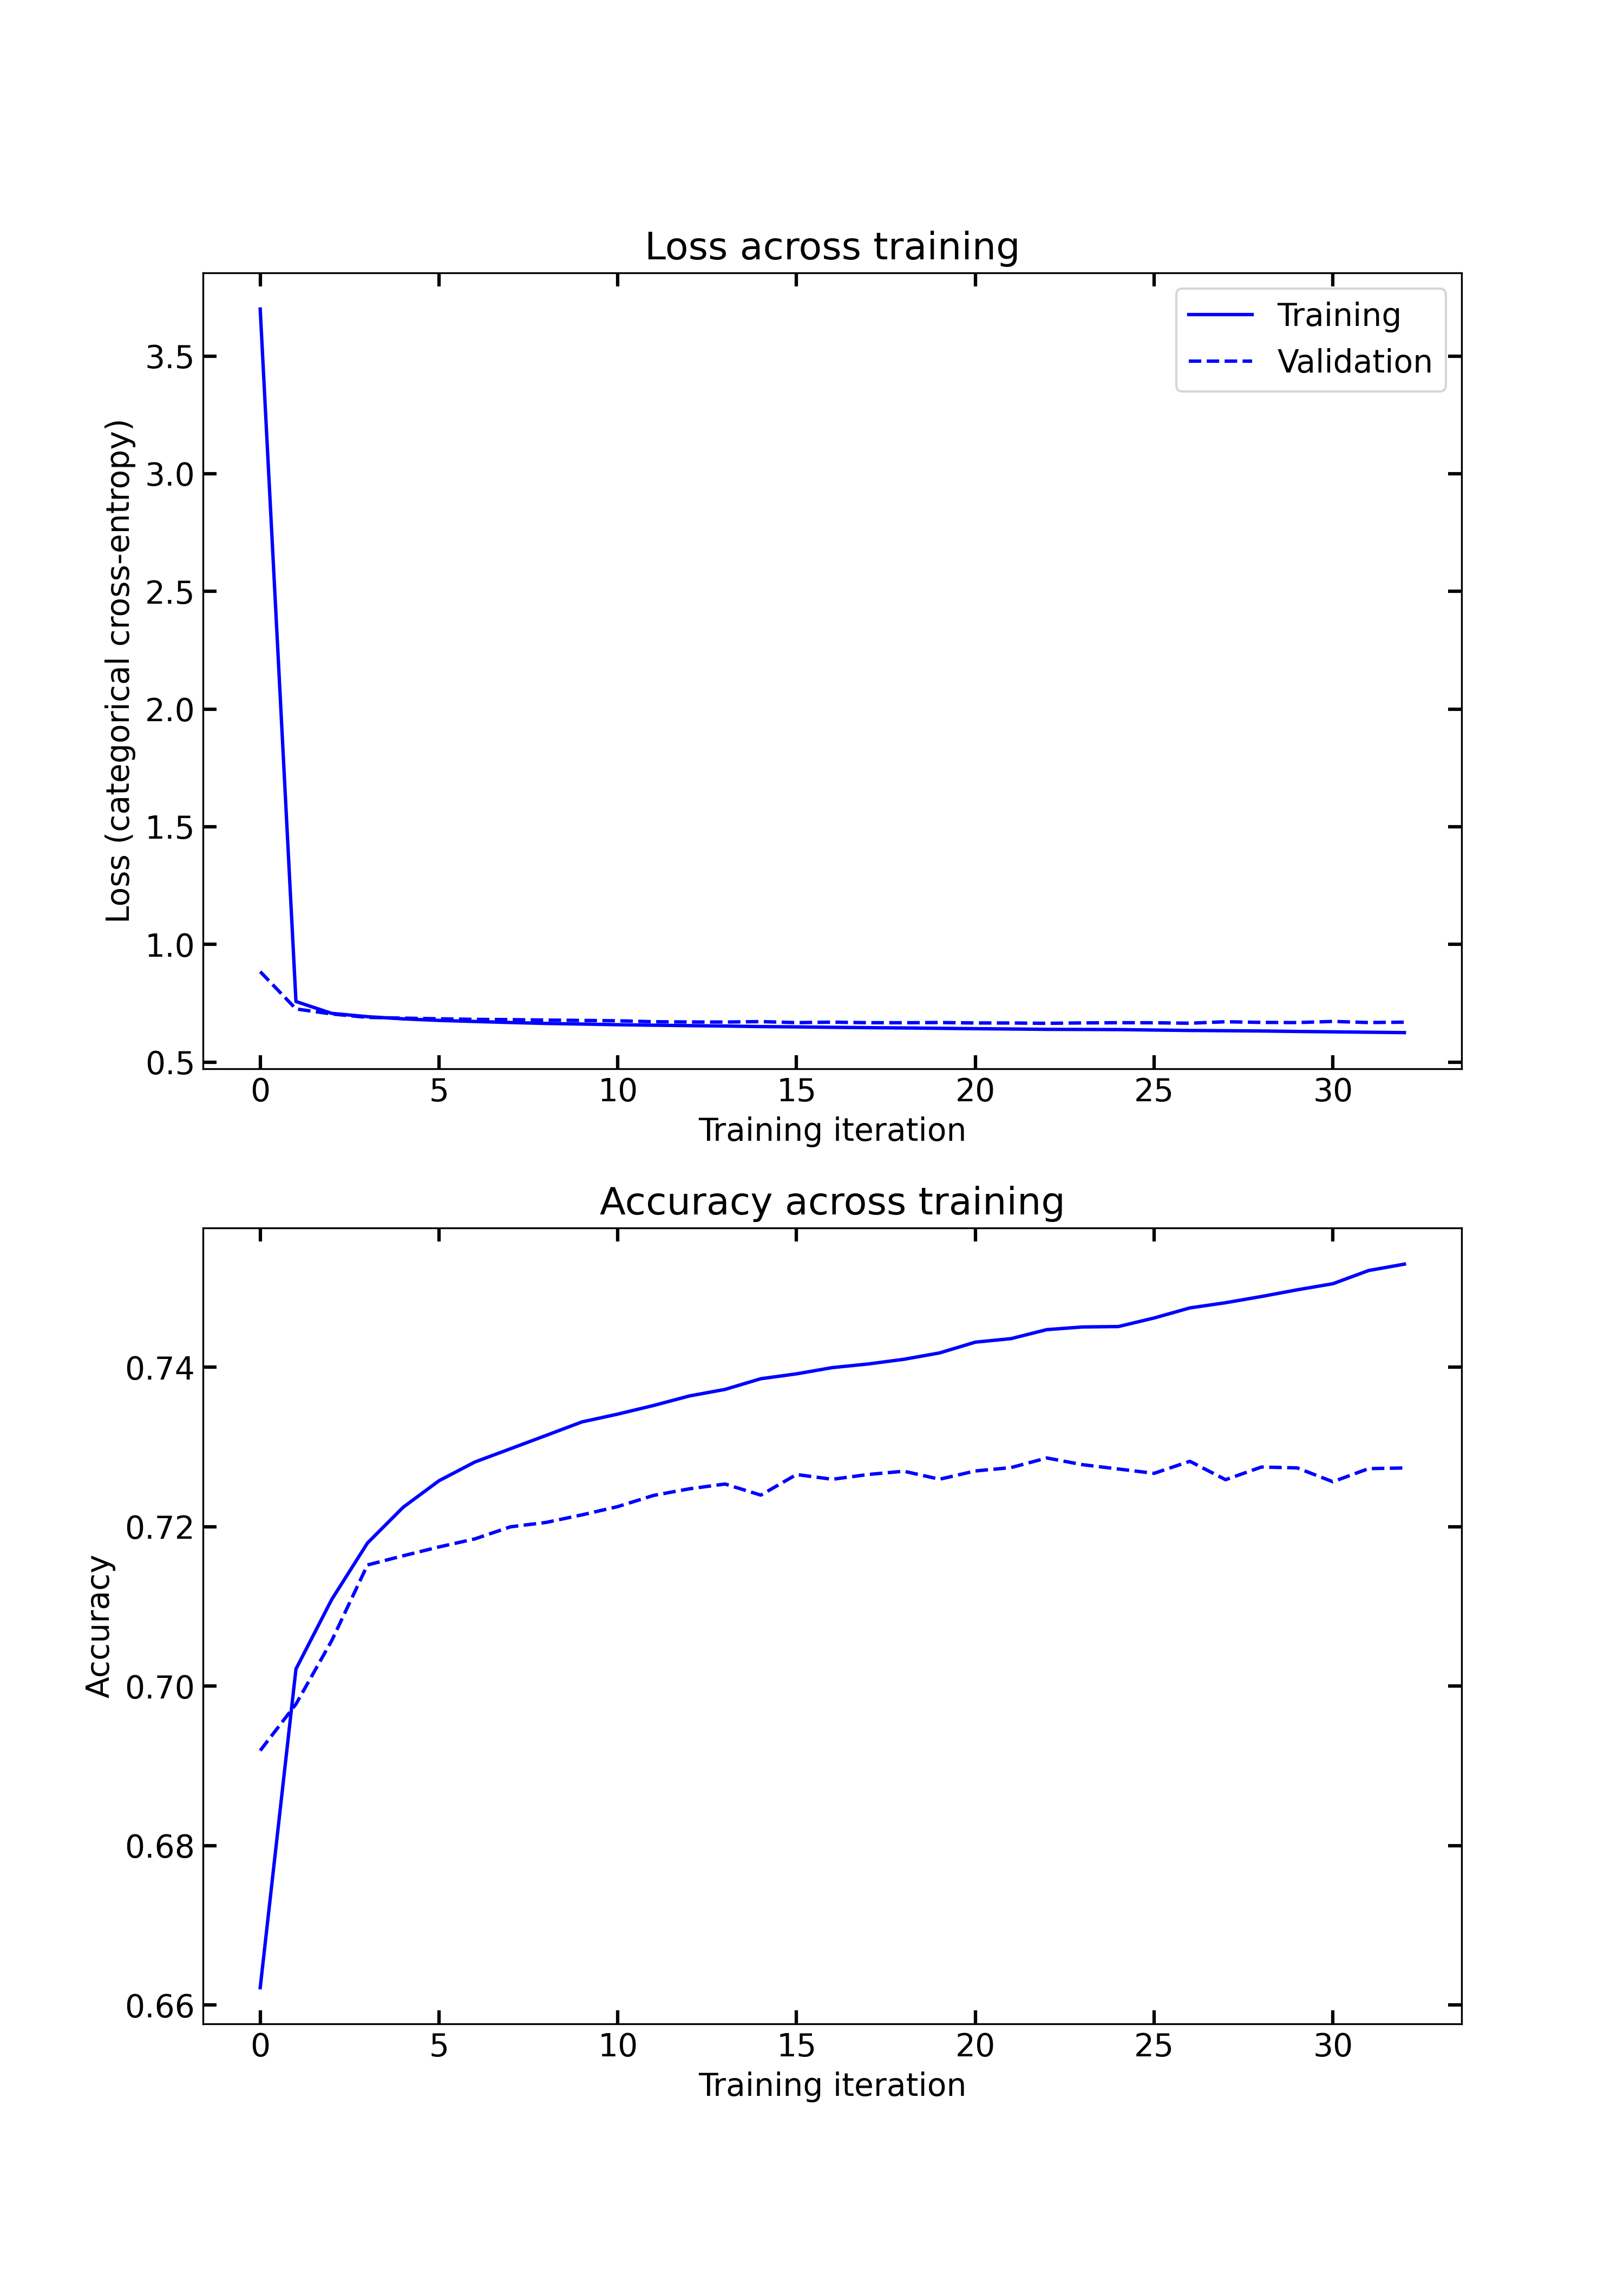 Loss across training
Training
Validation
3.5
3.0
2.5
2.0
1.5
1.0
0.5
Loss (categorical cross-entropy)
0 5 10 15 20 25 30
Training iteration
Accuracy across training
0.74
0.72
0.70
0.68
0.66
Accuracy
0 5 10 15 20 25 30
Training iteration